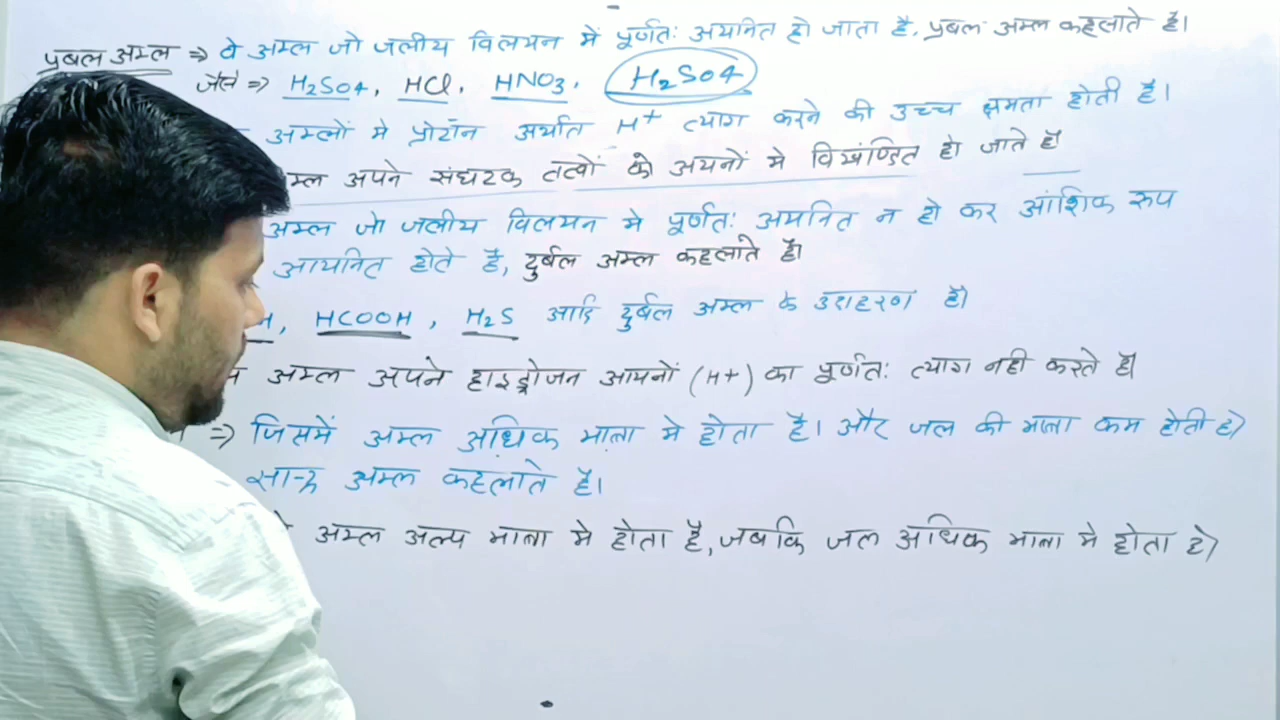 प्रबल अम्ल ⇒ वे अम्ल जो जलीय विलयन में पूर्णतः आयनित हो जाता है, प्रबल अम्ल कहलाते है।
जैसे ⇒ H₂SO₄, HCl, HNO₃, H₂SO₄
अम्लों मे प्रोटॉन अर्थात H⁺ त्याग करने की उच्च क्षमता होती है।
अपने संघटक तत्वों के अयनों मे विखंण्डित हो जाते है
अम्ल जो जलीय विलयन मे पूर्णतः अयनित न हो कर आंशिक रूप
आयनित होते है, दुर्बल अम्ल कहलाते है।
HCOOH, H₂S आदि दुर्बल अम्ल के उदाहरण है।
अम्ल अपने हाइड्रोजन आयनों (H+) का पूर्णतः त्याग नही करते है।
⇒ जिसमें अम्ल अधिक मात्रा मे होता है। और जल की मात्रा कम होती है
सान्द्र अम्ल कहलाते है।
अम्ल अल्प मात्रा मे होता है, जबकि जल अधिक मात्रा मे होता है